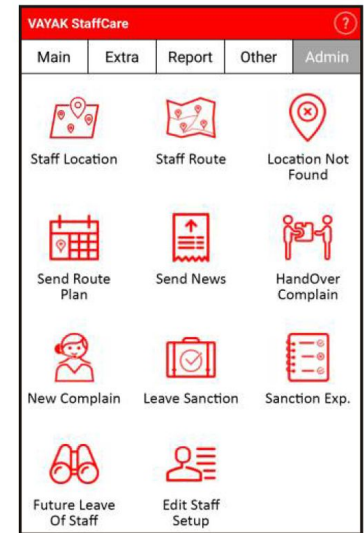 VAYAK StaffCare ?
Main Extra Report Other Admin
Staff Location Staff Route Location Not
Found
Send Route
Plan
Send News HandOver
Complain
New Complain Leave Sanction Sanction Exp.
Future Leave
Of Staff
Edit Staff
Setup